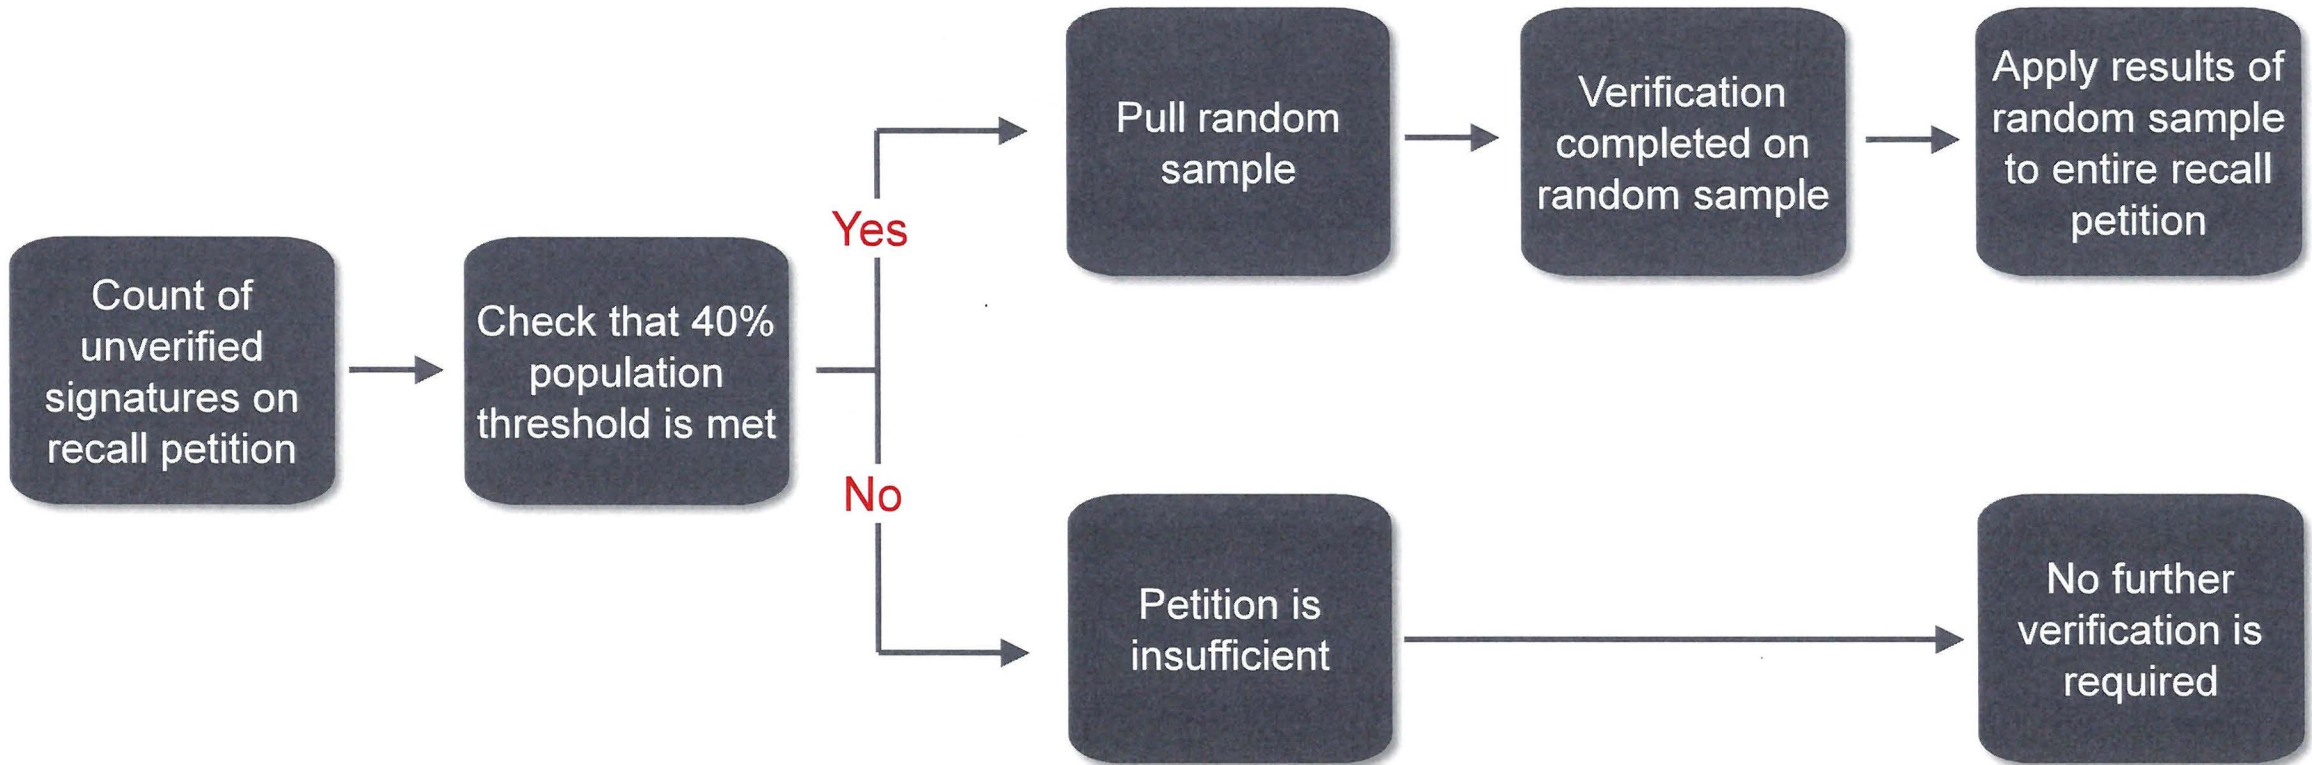 Count of
unverified
signatures on
recall petition
Check that 40%
population
threshold is met
Yes
Pull random
sample
Verification
completed on
random sample
Apply results of
random sample
to entire recall
petition
No
Petition is
insufficient
No further
verification is
required